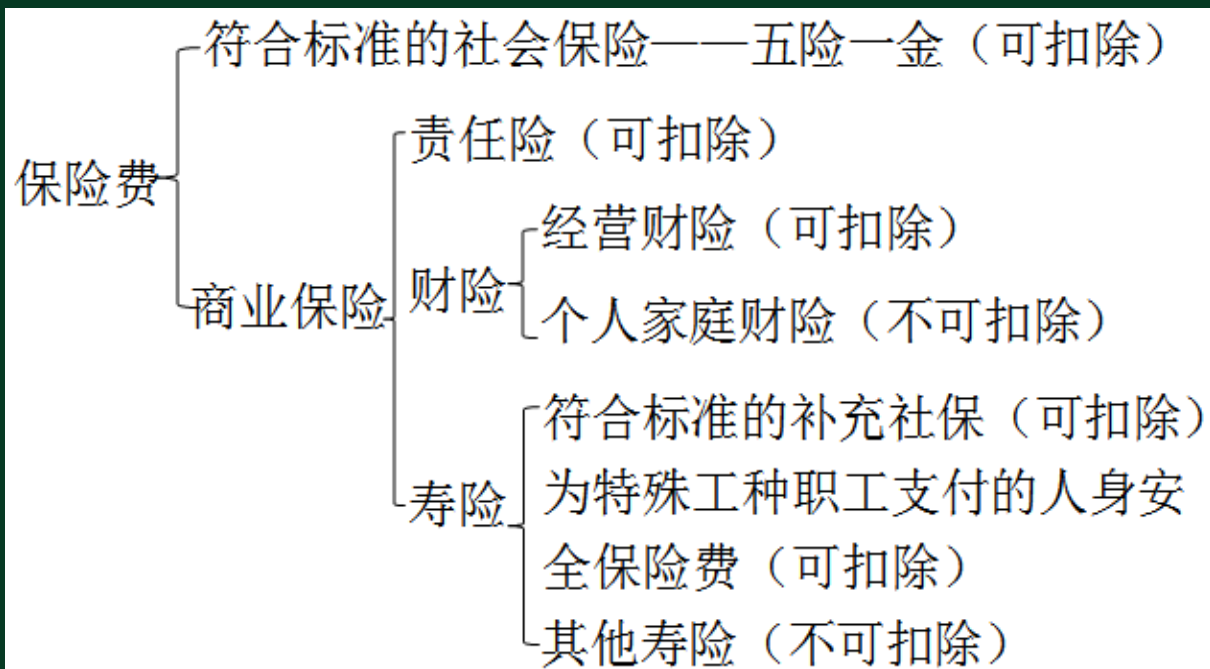 符合标准的社会保险——五险一金（可扣除）
责任险（可扣除）
保险费
经营财险（可扣除）
财险
商业保险
个人家庭财险（不可扣除）
符合标准的补充社保（可扣除）
为特殊工种职工支付的人身安
寿险
全保险费（可扣除）
其他寿险（不可扣除）